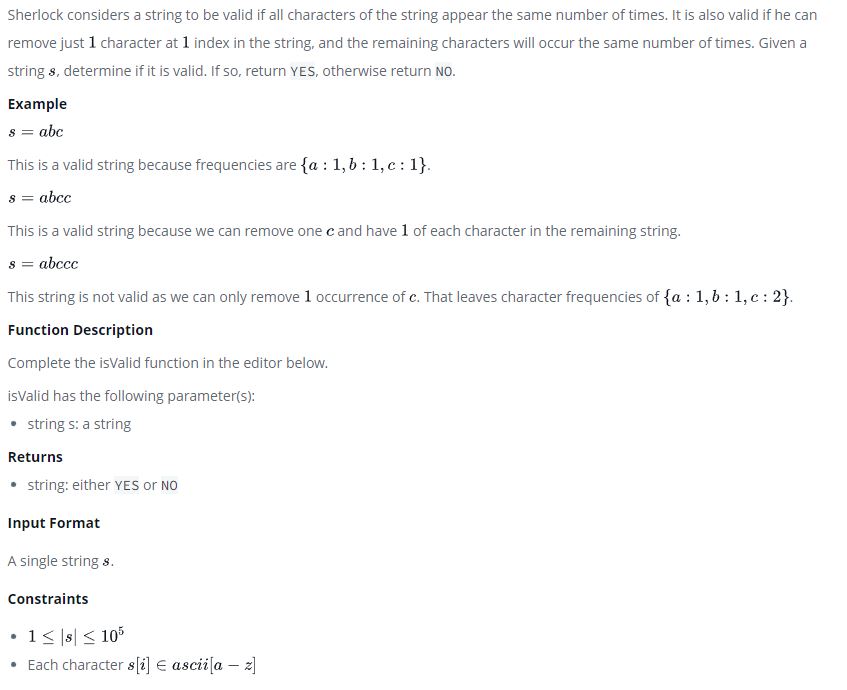 Sherlock considers a string to be valid if all characters of the string appear the same number of times. It is also valid if he can
remove just 1 character at 1 index in the string, and the remaining characters will occur the same number of times. Given a
string s, determine if it is valid. If so, return YES, otherwise return NO.
Example
s = abc
This is a valid string because frequencies are {a : 1, b : 1, c : 1}.
s = abcc
This is a valid string because we can remove one c and have 1 of each character in the remaining string.
s = abccc
This string is not valid as we can only remove 1 occurrence of c. That leaves character frequencies of {a : 1, b : 1, c : 2}.
Function Description
Complete the isValid function in the editor below.
isValid has the following parameter(s):
• string s: a string
Returns
• string: either YES or NO
Input Format
A single string s.
Constraints
• 1 ≤ |s| ≤ 10⁵
• Each character s[i] ∈ ascii[a − z]